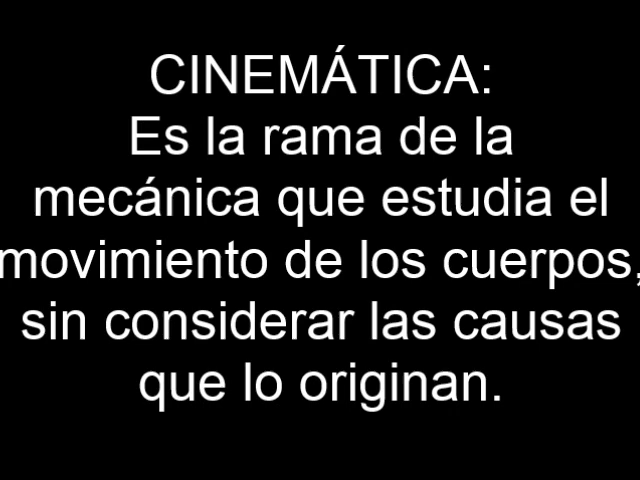 CINEMÁTICA:
Es la rama de la
mecánica que estudia el
movimiento de los cuerpos,
sin considerar las causas
que lo originan.